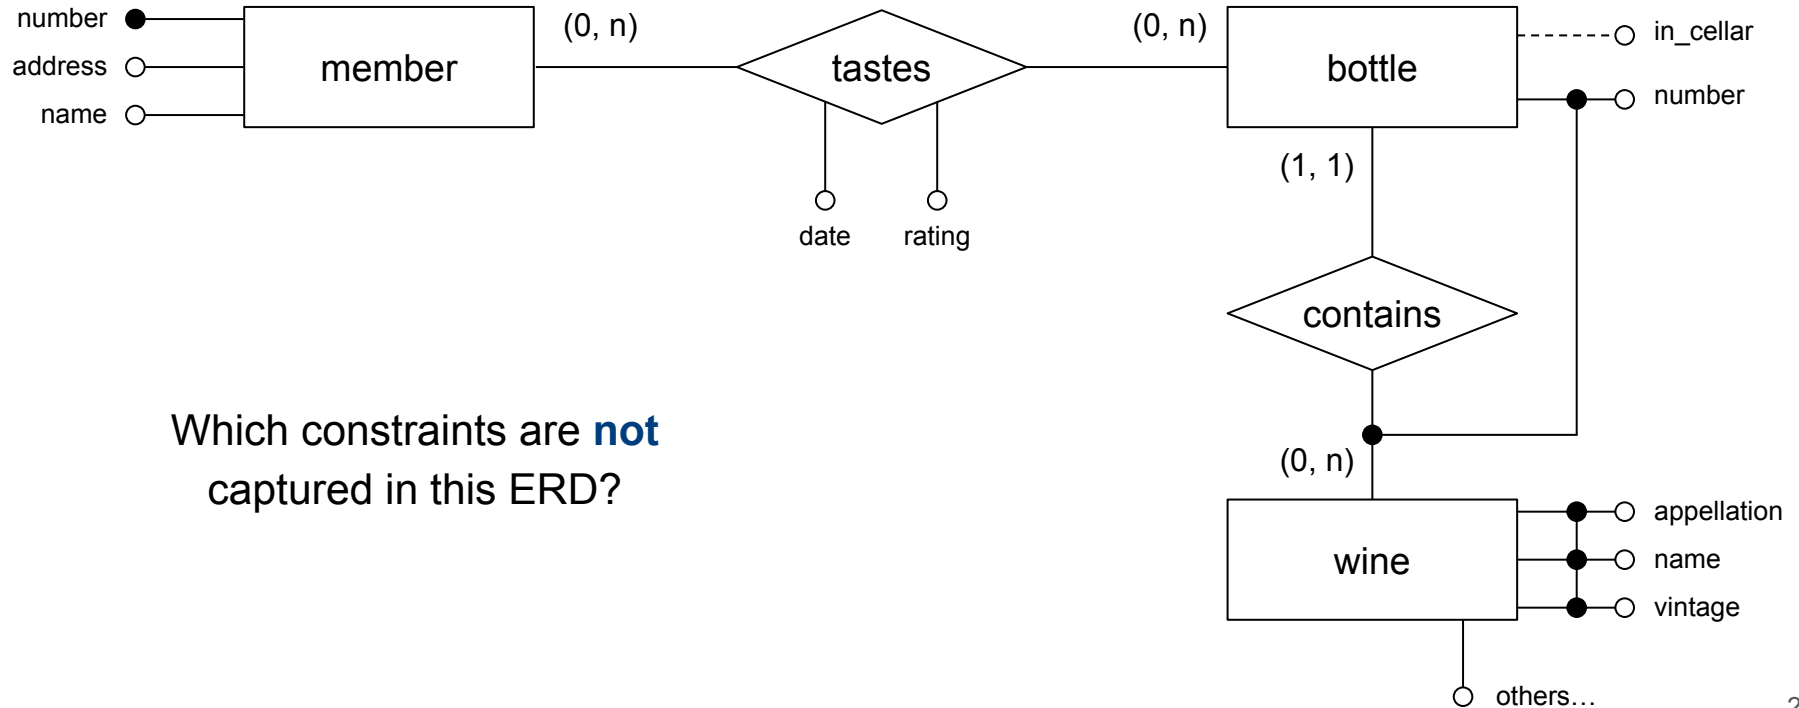 number
address
name
member
(0, n)
tastes
date
rating
(0, n)
bottle
in_cellar
number
(1, 1)
contains
(0, n)
wine
appellation
name
vintage
others…
Which constraints are not
captured in this ERD?